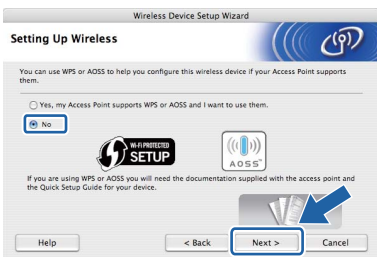 Wireless Device Setup Wizard
Setting Up Wireless
You can use WPS or AOSS to help you configure this wireless device if your Access Point supports
them.
Yes, my Access Point supports WPS or AOSS and I want to use them.
No
Wi-Fi PROTECTED
SETUP
AOSS™
If you are using WPS or AOSS you will need the documentation supplied with the access point and
the Quick Setup Guide for your device.
Help
< Back
Next >
Cancel